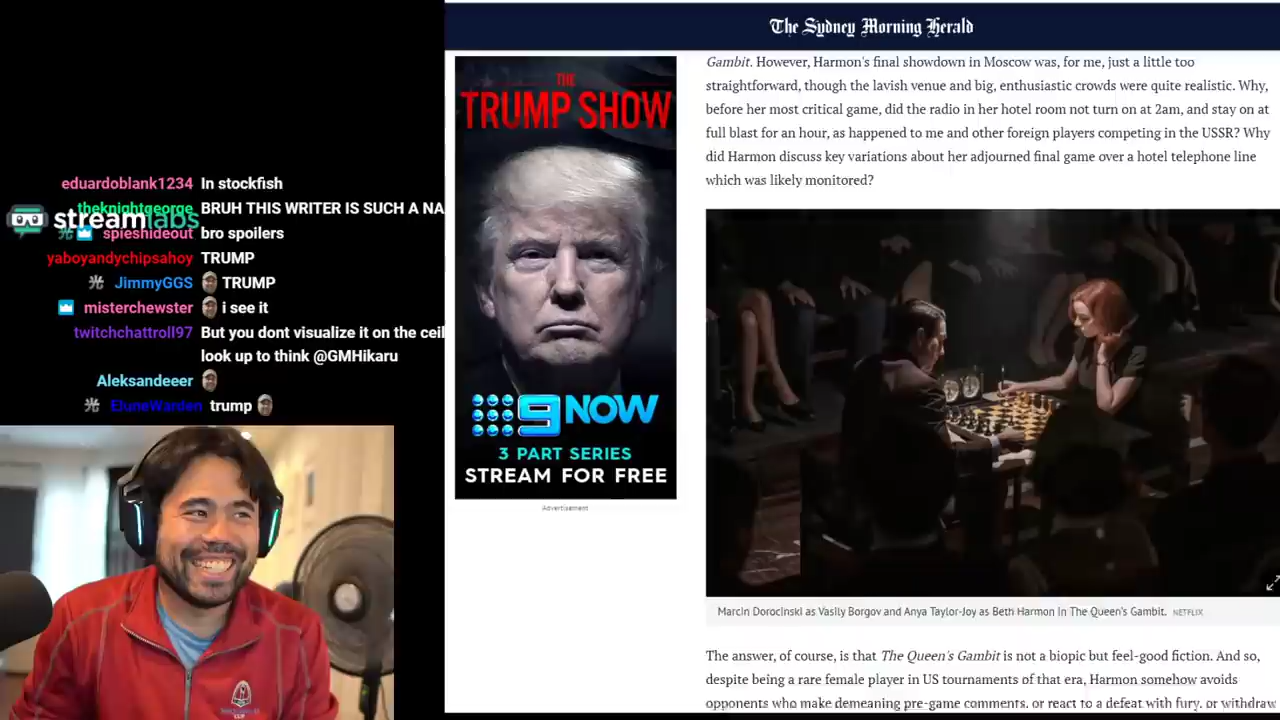 The Sydney Morning Herald
eduardoblank1234 In stockfish
theknightgeorge BRUH THIS WRITER IS SUCH A NA
streamlabs
spieshideout bro spoilers
yaboyandychipsahoy TRUMP
光 JimmyGGS TRUMP
misterchewster i see it
twitchchattroll97 But you dont visualize it on the ceil
look up to think @GMHikaru
Aleksandeeer
光 EluneWarden trump
THE
TRUMP SHOW
9NOW
3 PART SERIES
STREAM FOR FREE
Advertisement
Gambit. However, Harmon's final showdown in Moscow was, for me, just a little too
straightforward, though the lavish venue and big, enthusiastic crowds were quite realistic. Why,
before her most critical game, did the radio in her hotel room not turn on at 2am, and stay on at
full blast for an hour, as happened to me and other foreign players competing in the USSR? Why
did Harmon discuss key variations about her adjourned final game over a hotel telephone line
which was likely monitored?
Marcin Dorocinski as Vasily Borgov and Anya Taylor-Joy as Beth Harmon in The Queen's Gambit. NETFLIX
The answer, of course, is that The Queen's Gambit is not a biopic but feel-good fiction. And so,
despite being a rare female player in US tournaments of that era, Harmon somehow avoids
opponents who make demeaning pre-game comments, or react to a defeat with fury, or withdraw